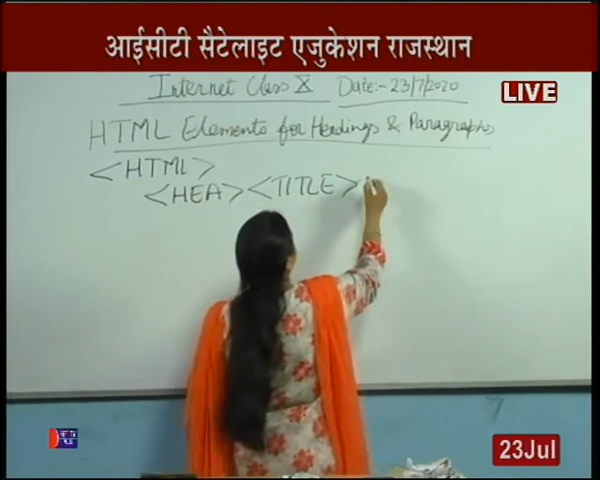 आईसीटी सैटेलाइट एजुकेशन राजस्थान
Internet Class X Date:- 23/7/2020
LIVE
HTML Elements for Headings & Paragraphs
<HTML>
<HEA><TITLE>
23Jul